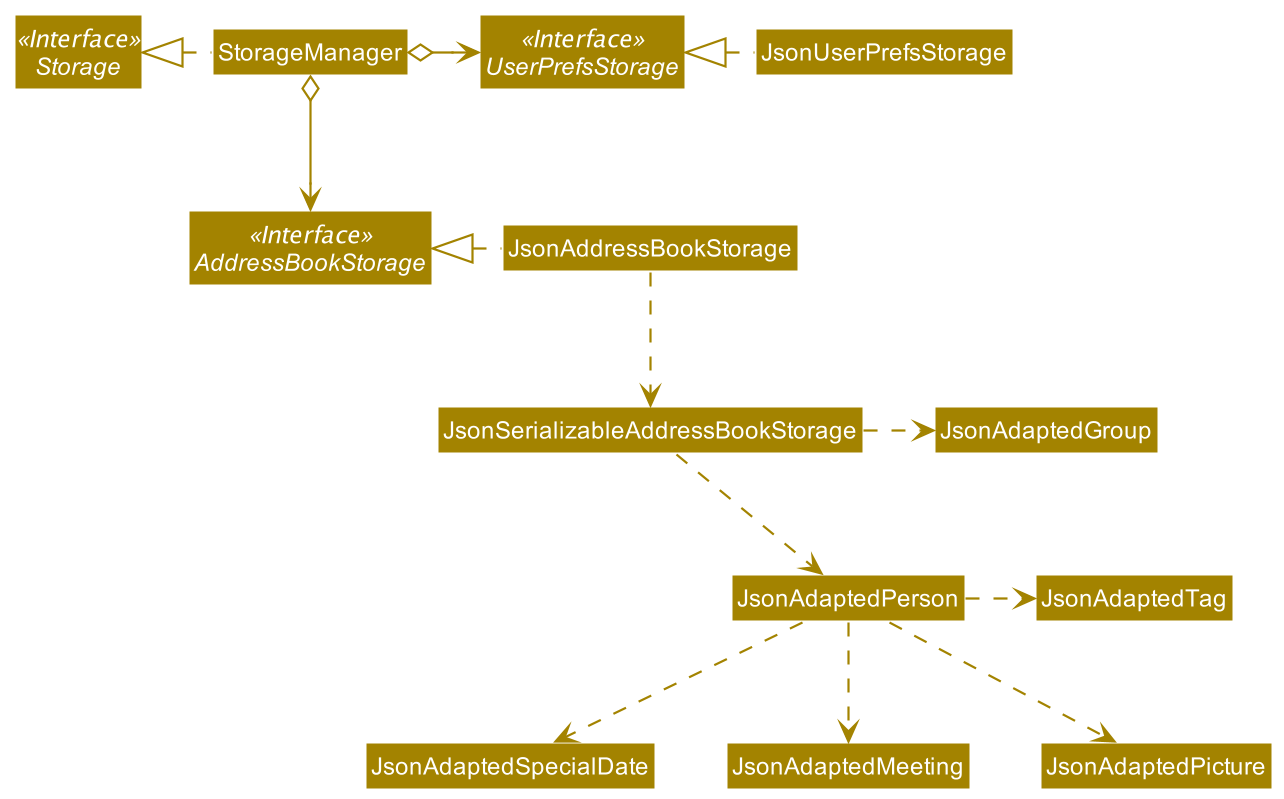 «Interface»
Storage
StorageManager
«Interface»
UserPrefsStorage
JsonUserPrefsStorage
«Interface»
AddressBookStorage
JsonAddressBookStorage
JsonSerializableAddressBookStorage
JsonAdaptedGroup
JsonAdaptedPerson
JsonAdaptedTag
JsonAdaptedSpecialDate
JsonAdaptedMeeting
JsonAdaptedPicture